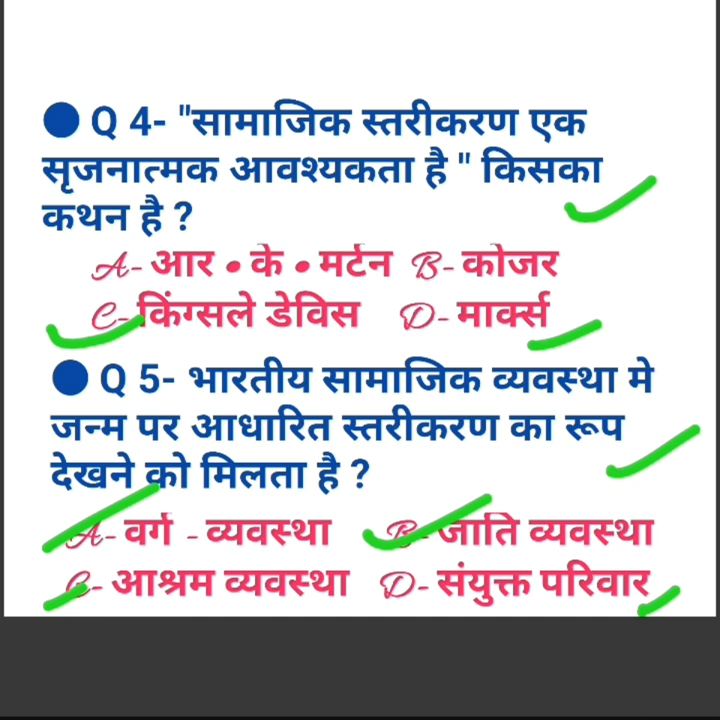 ● Q 4- "सामाजिक स्तरीकरण एक
सृजनात्मक आवश्यकता है " किसका
कथन है ?
A- आर • के • मर्टन B- कोजर
C- किंग्सले डेविस D- मार्क्स
● Q 5- भारतीय सामाजिक व्यवस्था मे
जन्म पर आधारित स्तरीकरण का रूप
देखने को मिलता है ?
A- वर्ग - व्यवस्था B- जाति व्यवस्था
C- आश्रम व्यवस्था D- संयुक्त परिवार